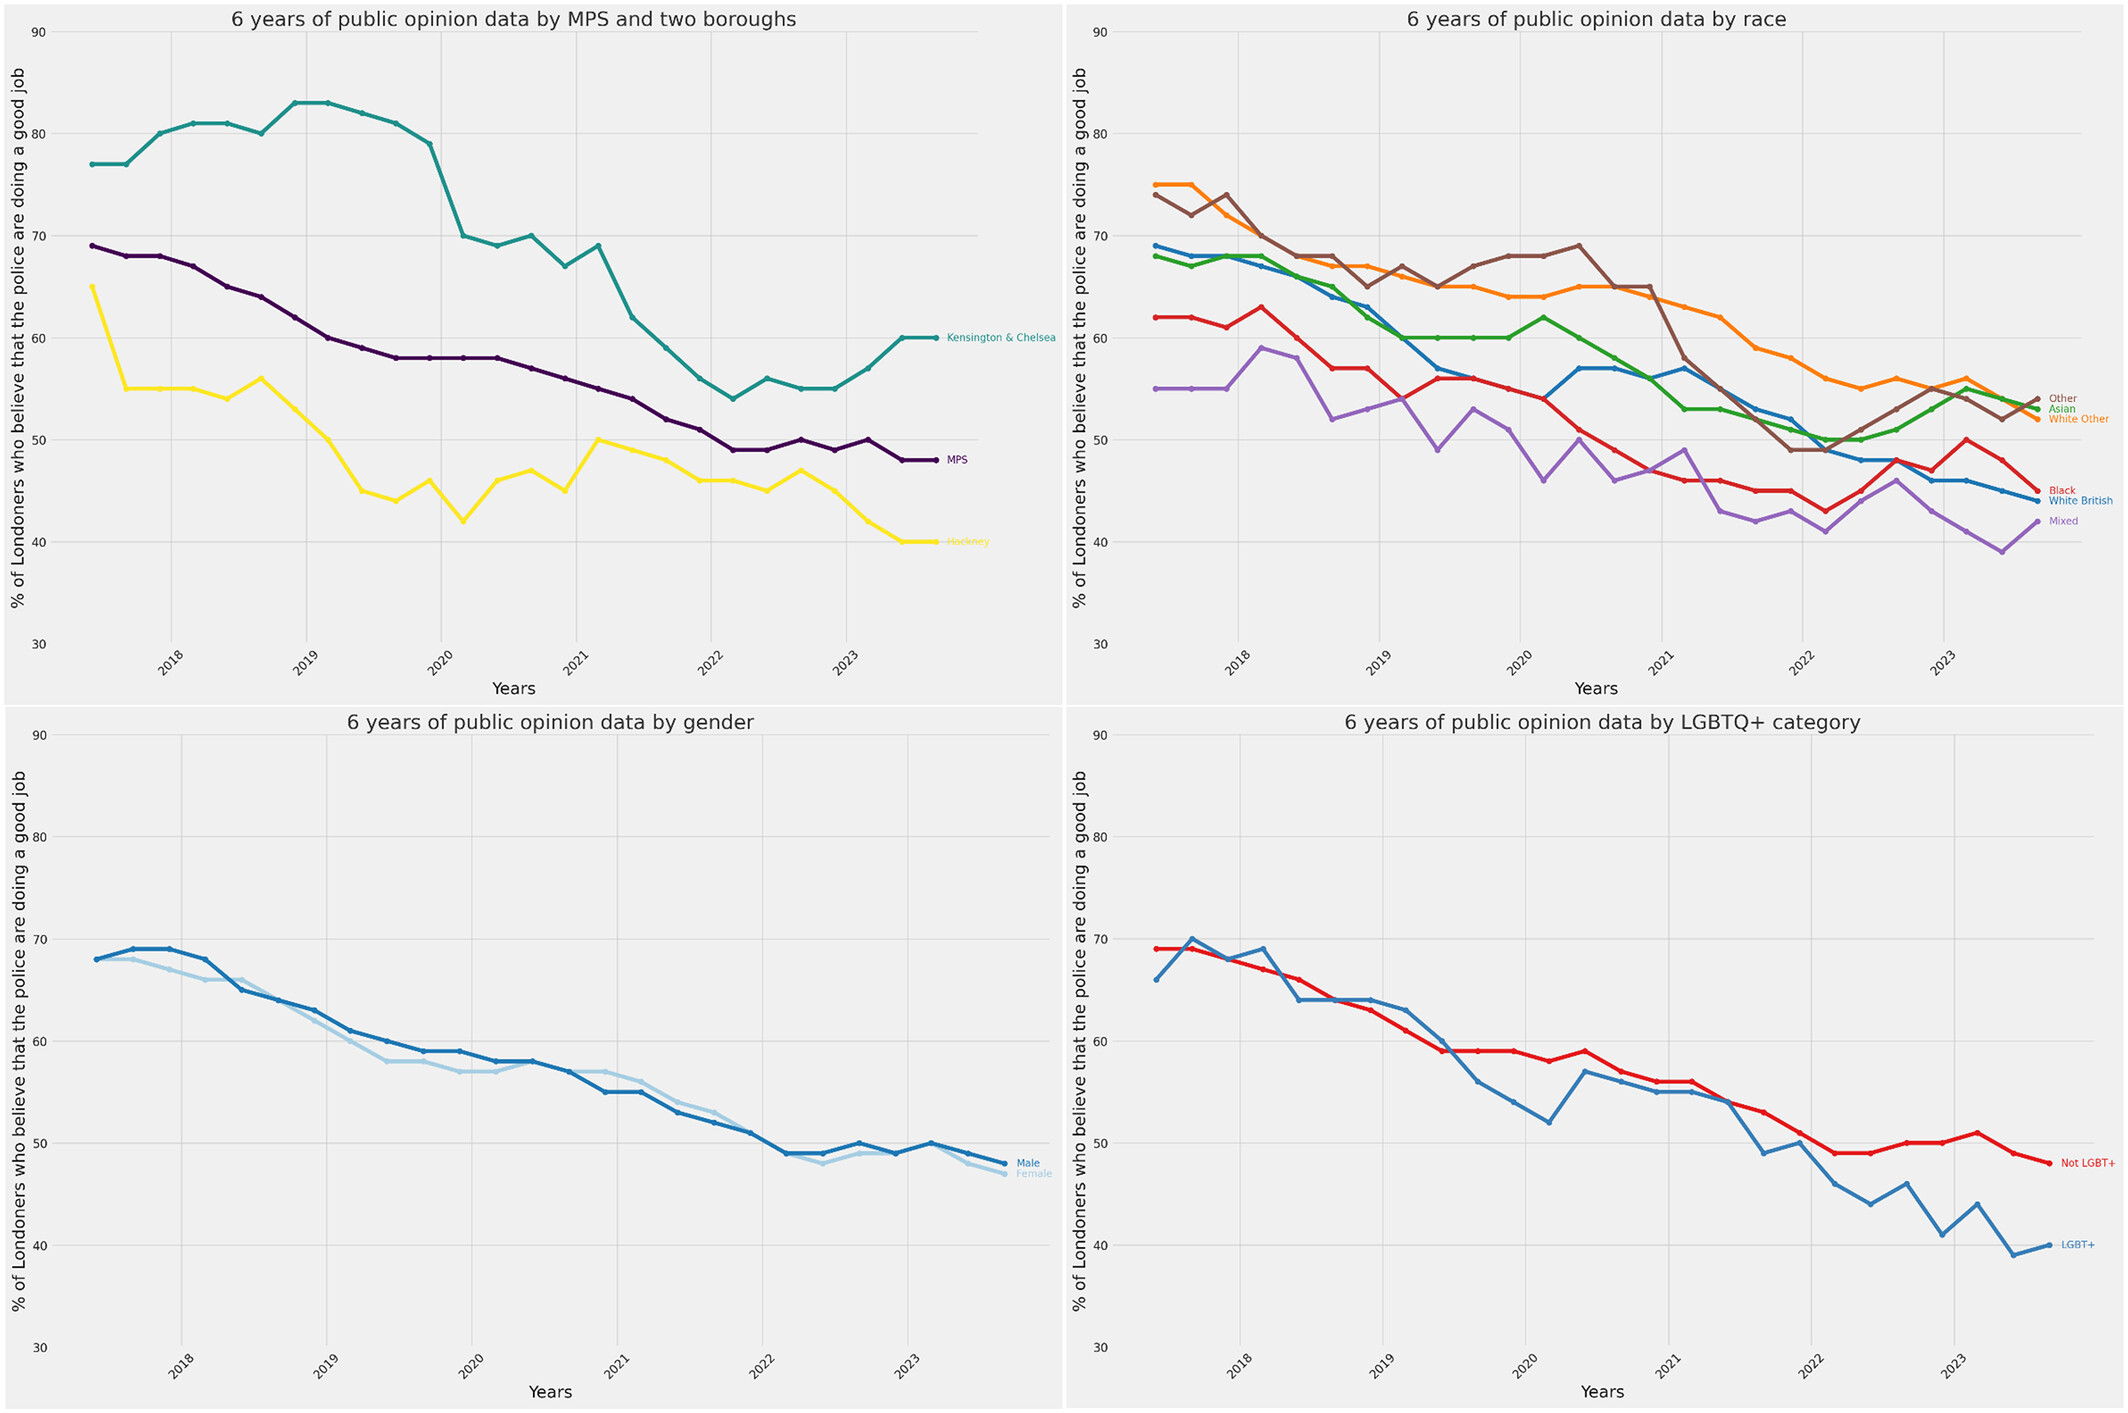 6 years of public opinion data by MPS and two boroughs
% of Londoners who believe that the police are doing a good job
90
80
70
60
50
40
30
Kensington & Chelsea
MPS
Hackney
2018
2019
2020
2021
2022
2023
Years
6 years of public opinion data by race
% of Londoners who believe that the police are doing a good job
90
80
70
60
50
40
30
Other
Asian
White Other
Black
White British
Mixed
2018
2019
2020
2021
2022
2023
Years
6 years of public opinion data by gender
% of Londoners who believe that the police are doing a good job
90
80
70
60
50
40
30
Male
Female
2018
2019
2020
2021
2022
2023
Years
6 years of public opinion data by LGBTQ+ category
% of Londoners who believe that the police are doing a good job
90
80
70
60
50
40
30
Not LGBT+
LGBT+
2018
2019
2020
2021
2022
2023
Years